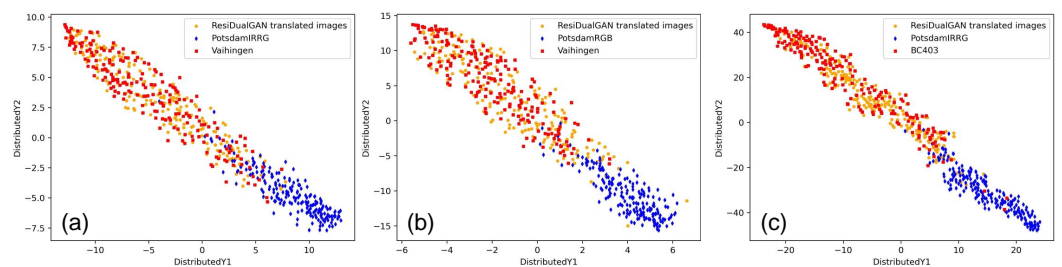 10.0
7.5
5.0
2.5
0.0
−2.5
−5.0
−7.5
DistributedY2
ResiDualGAN translated images
PotsdamIRRG
Vaihingen
(a)
−10
−5
0
5
10
DistributedY1
15
10
5
0
−5
−10
−15
DistributedY2
ResiDualGAN translated images
PotsdamRGB
Vaihingen
(b)
−6
−4
−2
0
2
4
6
DistributedY1
40
20
0
−20
−40
DistributedY2
ResiDualGAN translated images
PotsdamIRRG
BC403
(c)
−20
−10
0
10
20
DistributedY1